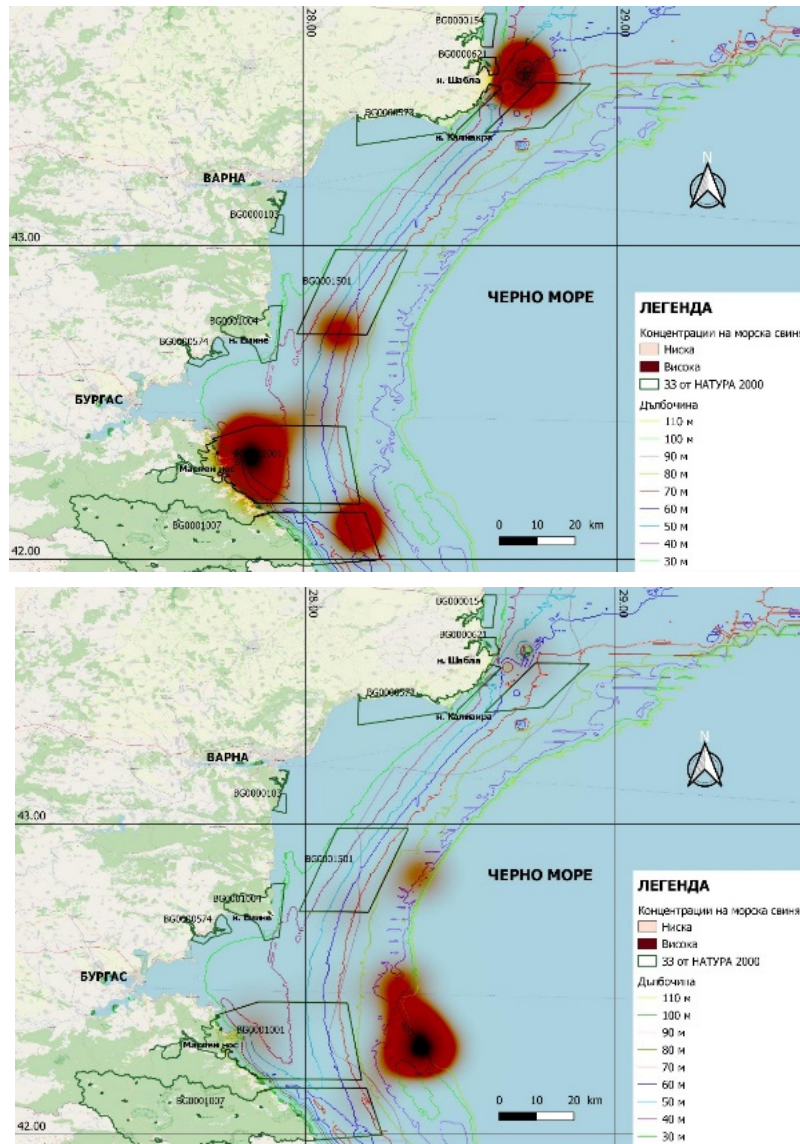 28.00
29.00
BG0000154
BG0000621
н. Шабла
BG0000573
н. Калиакра
ВАРНА
BG0000103
43.00
BG0001501
ЧЕРНО МОРЕ
BG0001004
н. Емине
BG0000574
БУРГАС
Маслен нос
BG0001007
42.00
N
0 10 20 km
ЛЕГЕНДА
Концентрации на морска свиня
Ниска
Висока
ЗЗ от НАТУРА 2000
Дълбочина
110 м
100 м
90 м
80 м
70 м
60 м
50 м
40 м
30 м
28.00
29.00
BG0000154
BG0000621
н. Шабла
BG0000573
н. Калиакра
ВАРНА
BG0000103
43.00
BG0001501
ЧЕРНО МОРЕ
BG0001004
BG0000574
н. Емине
БУРГАС
BG0001001
Маслен нос
BG0001007
42.00
N
0 10 20 km
ЛЕГЕНДА
Концентрации на морска свиня
Ниска
Висока
ЗЗ от НАТУРА 2000
Дълбочина
110 м
100 м
90 м
80 м
70 м
60 м
50 м
40 м
30 м